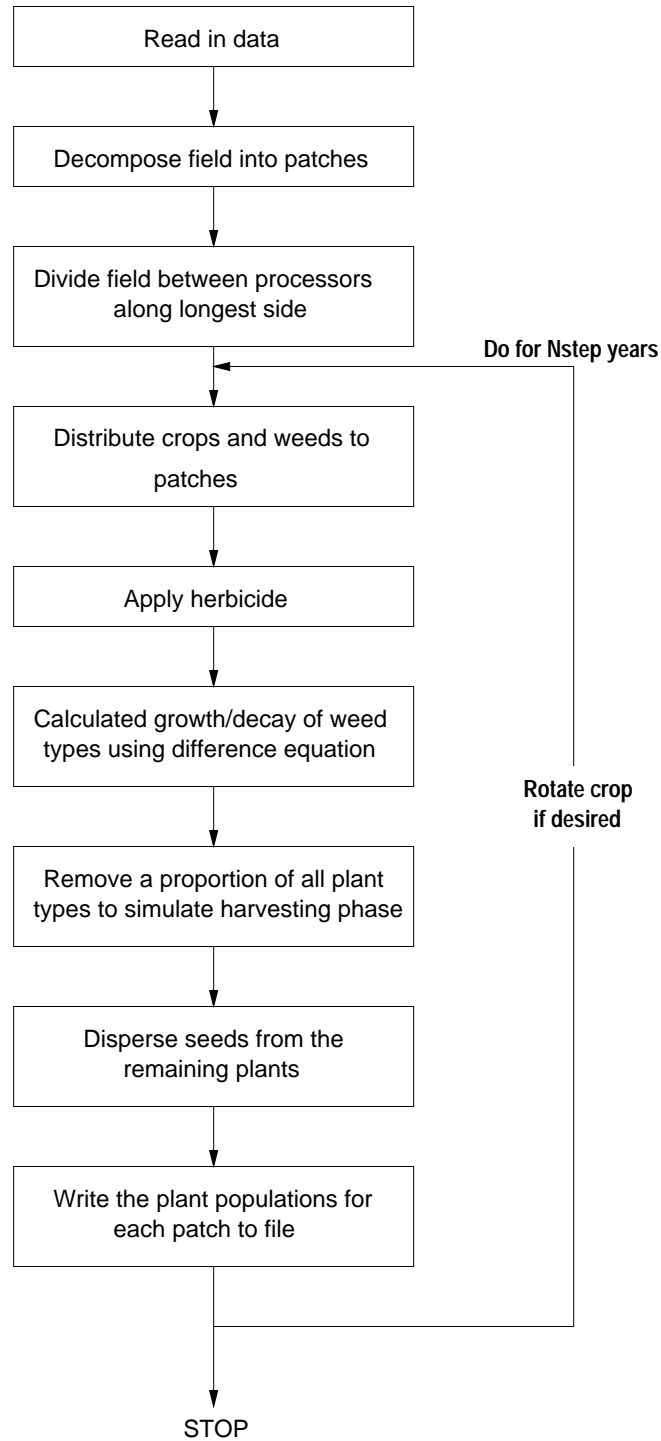 Read in data
Decompose field into patches
Divide field between processors
along longest side
Do for Nstep years
Distribute crops and weeds to
patches
Apply herbicide
Calculated growth/decay of weed
types using difference equation
Rotate crop
if desired
Remove a proportion of all plant
types to simulate harvesting phase
Disperse seeds from the
remaining plants
Write the plant populations for
each patch to file
STOP